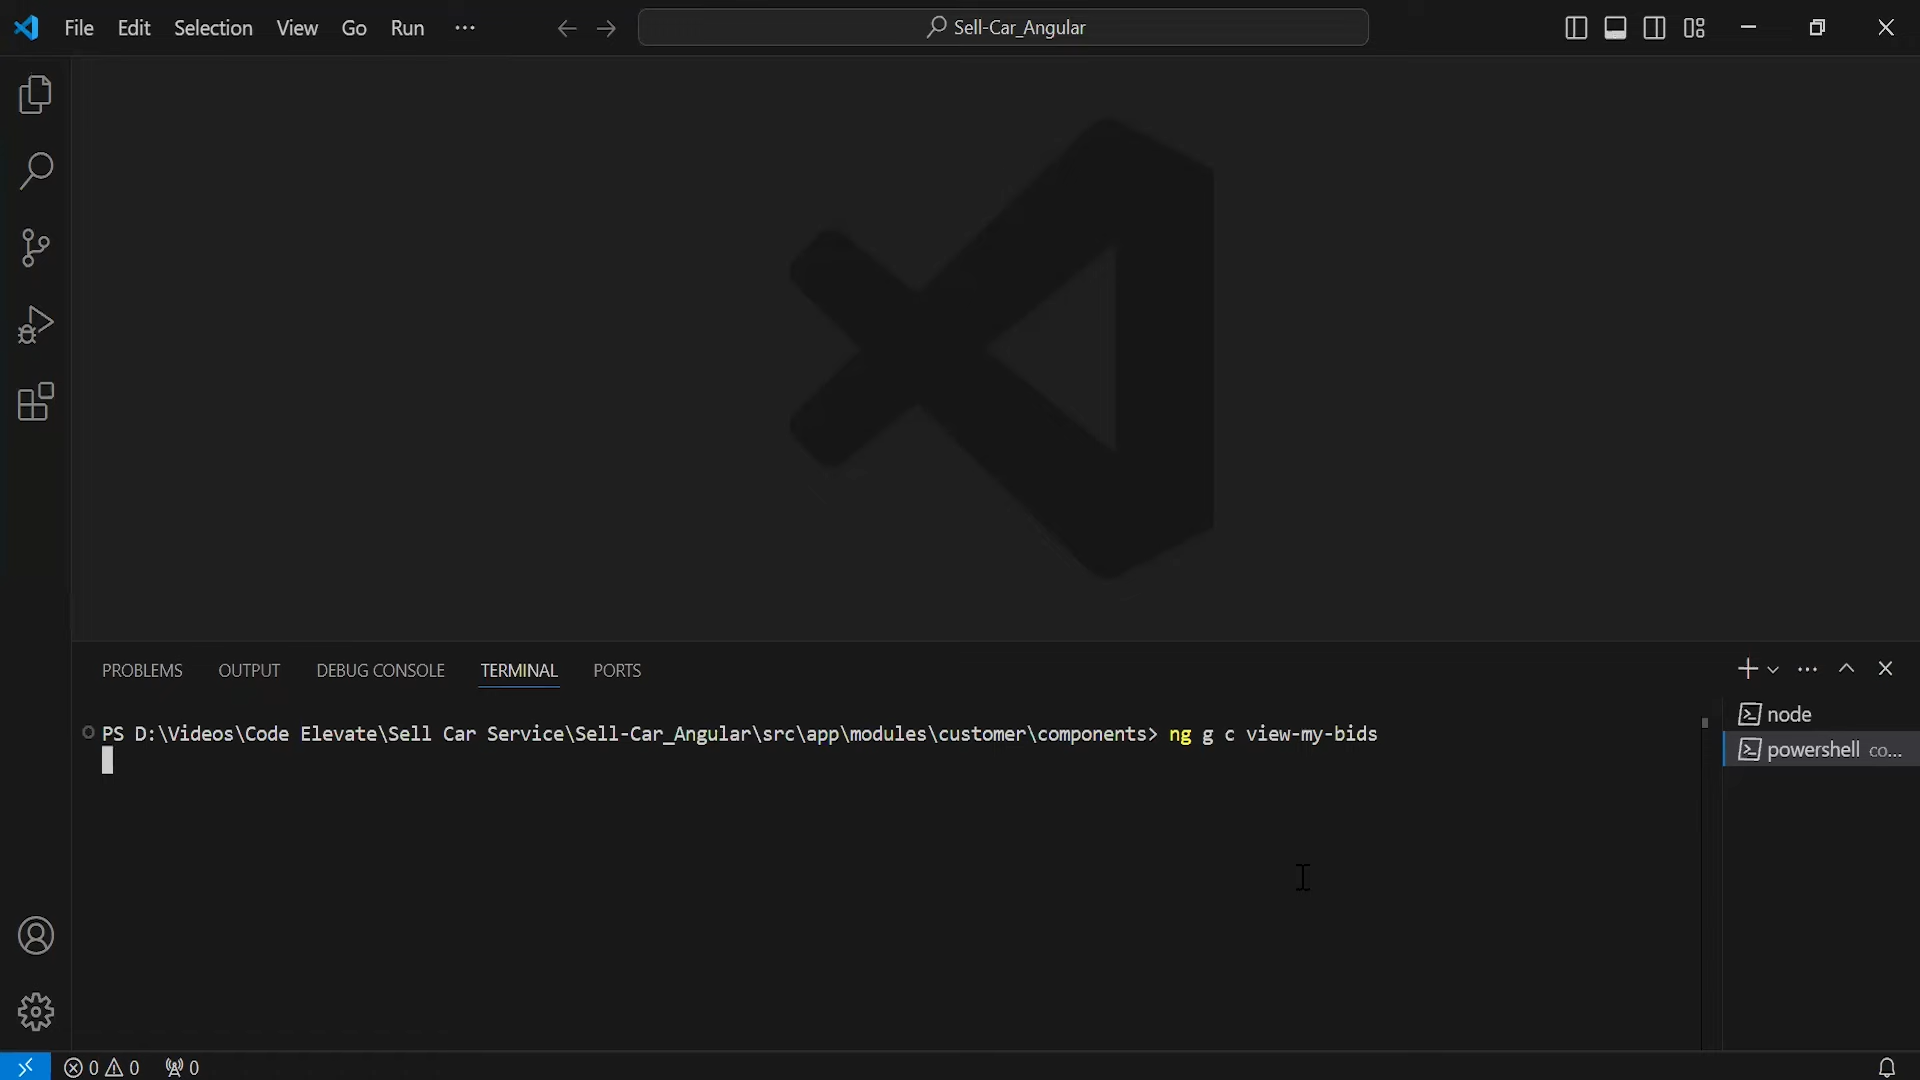 File Edit Selection View Go Run ···
Sell-Car_Angular
PROBLEMS OUTPUT DEBUG CONSOLE TERMINAL PORTS
PS D:\Videos\Code Elevate\Sell Car Service\Sell-Car_Angular\src\app\modules\customer\components> ng g c view-my-bids
node
powershell co...
0 0 0